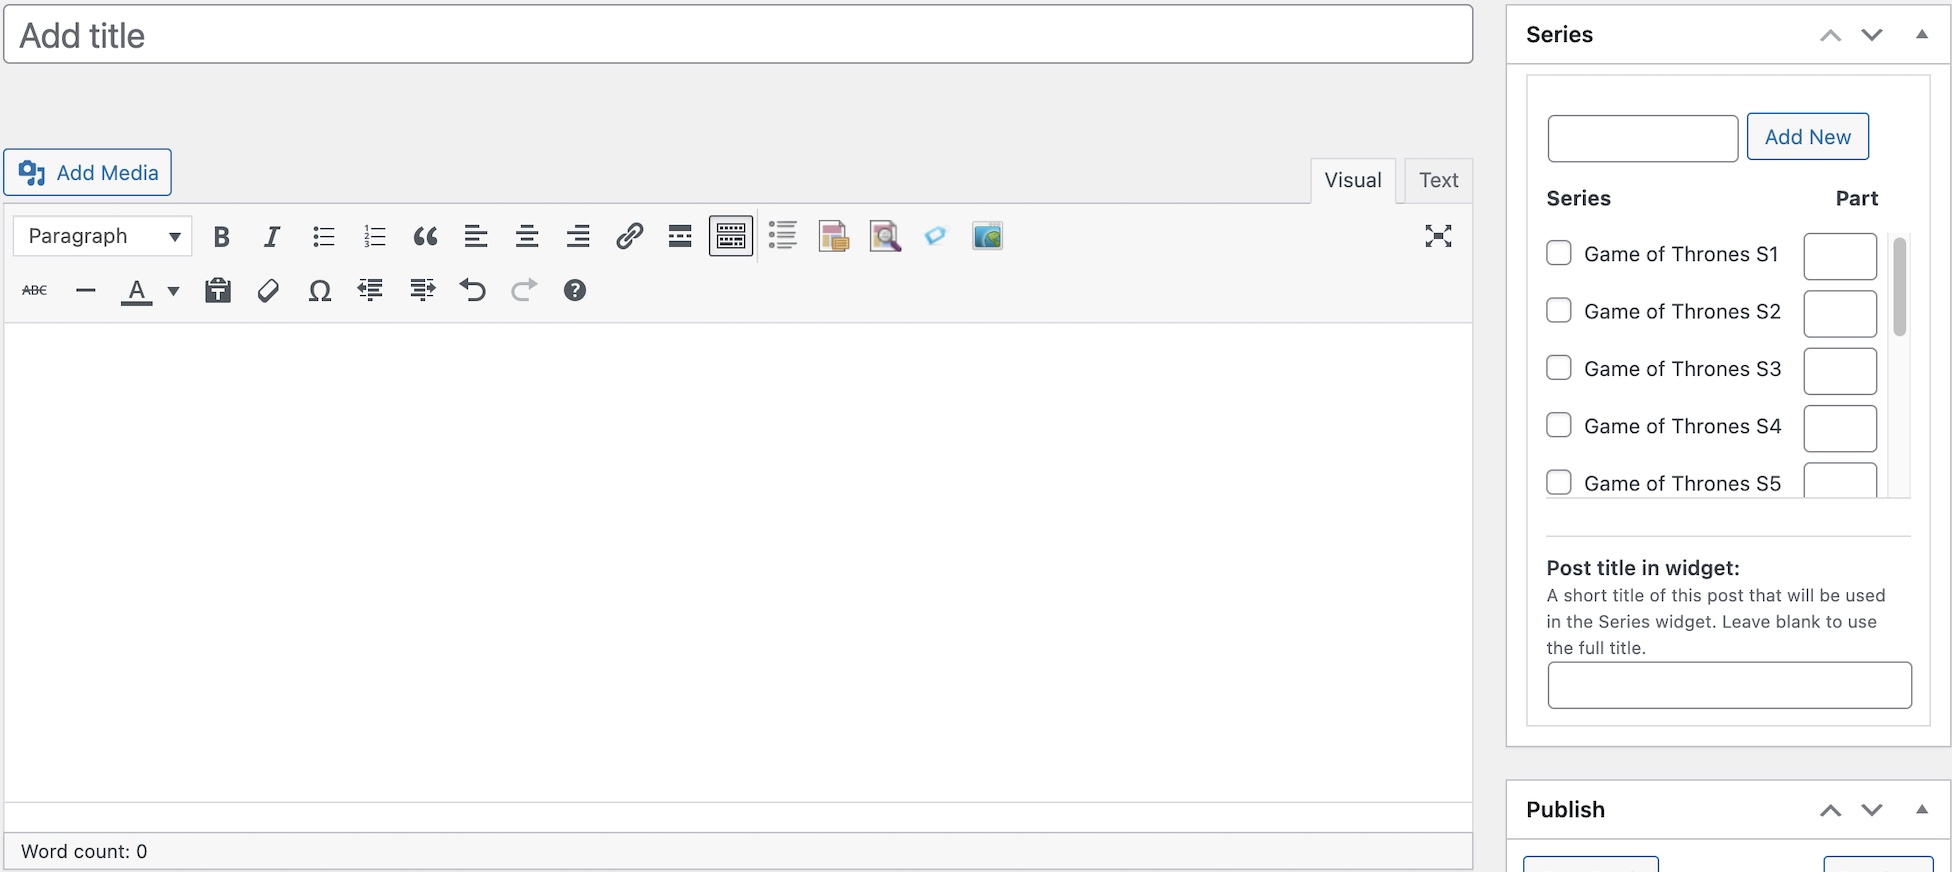 Add title
Add Media
Visual
Text
Paragraph
ABC
Word count: 0
Series
Add New
Series Part
Game of Thrones S1
Game of Thrones S2
Game of Thrones S3
Game of Thrones S4
Game of Thrones S5
Post title in widget:
A short title of this post that will be used
in the Series widget. Leave blank to use
the full title.
Publish